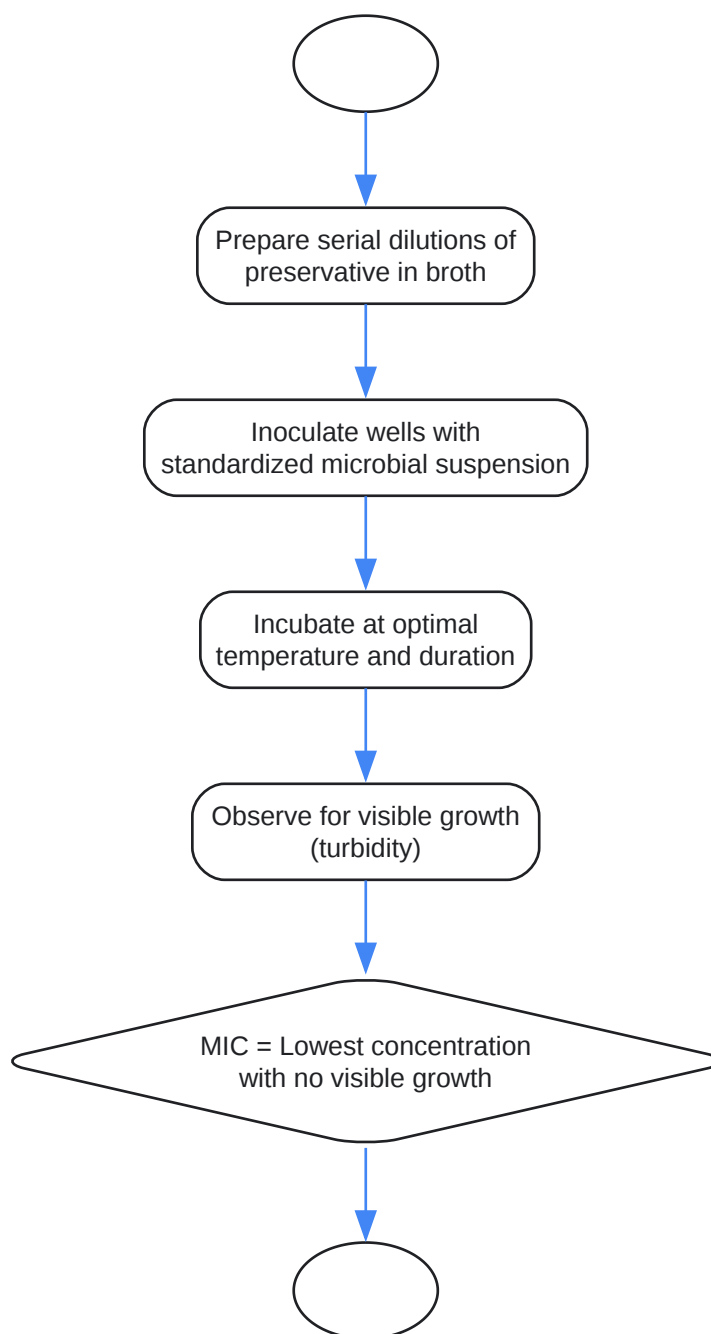 Prepare serial dilutions of
preservative in broth
Inoculate wells with
standardized microbial suspension
Incubate at optimal
temperature and duration
Observe for visible growth
(turbidity)
MIC = Lowest concentration
with no visible growth